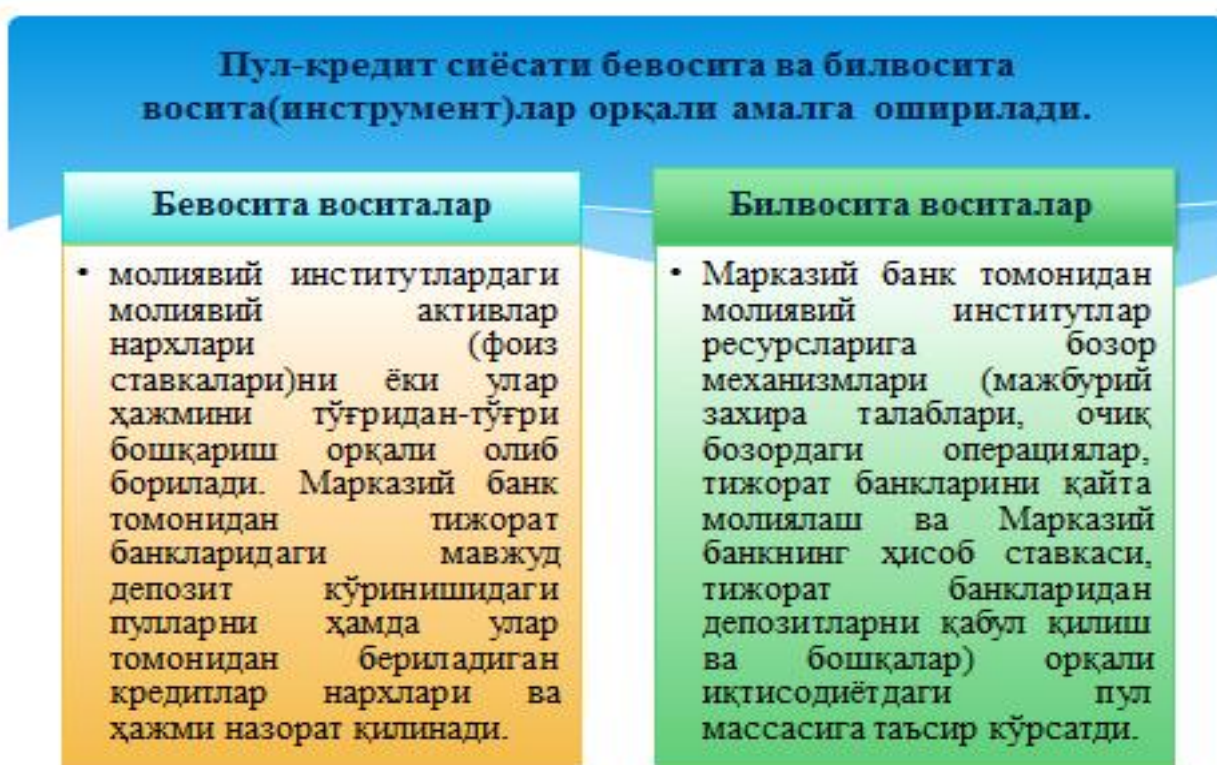 Пул-кредит сиёсати бевосита ва билвосита
восита(инструмент)лар орқали амалга оширилади.
Бевосита воситалар
• молиявий институтлардаги
молиявий активлар
нархлари (фоиз
ставкалари)ни ёки улар
ҳажмини тўғридан-тўғри
бошқариш орқали олиб
борилади. Марказий банк
томонидан тижорат
банкларидаги мавжуд
депозит кўринишидаги
пулларни ҳамда улар
томонидан бериладиган
кредитлар нархлари ва
ҳажми назорат қилинади.
Билвосита воситалар
• Марказий банк томонидан
молиявий институтлар
ресурсларига бозор
механизмлари (мажбурий
захира талаблари, очиқ
бозордаги операциялар,
тижорат банкларини қайта
молиялаш ва Марказий
банкнинг ҳисоб ставкаси,
тижорат банкларидан
депозитларни қабул қилиш
ва бошқалар) орқали
иқтисодиётдаги пул
массасига таъсир кўрсатди.